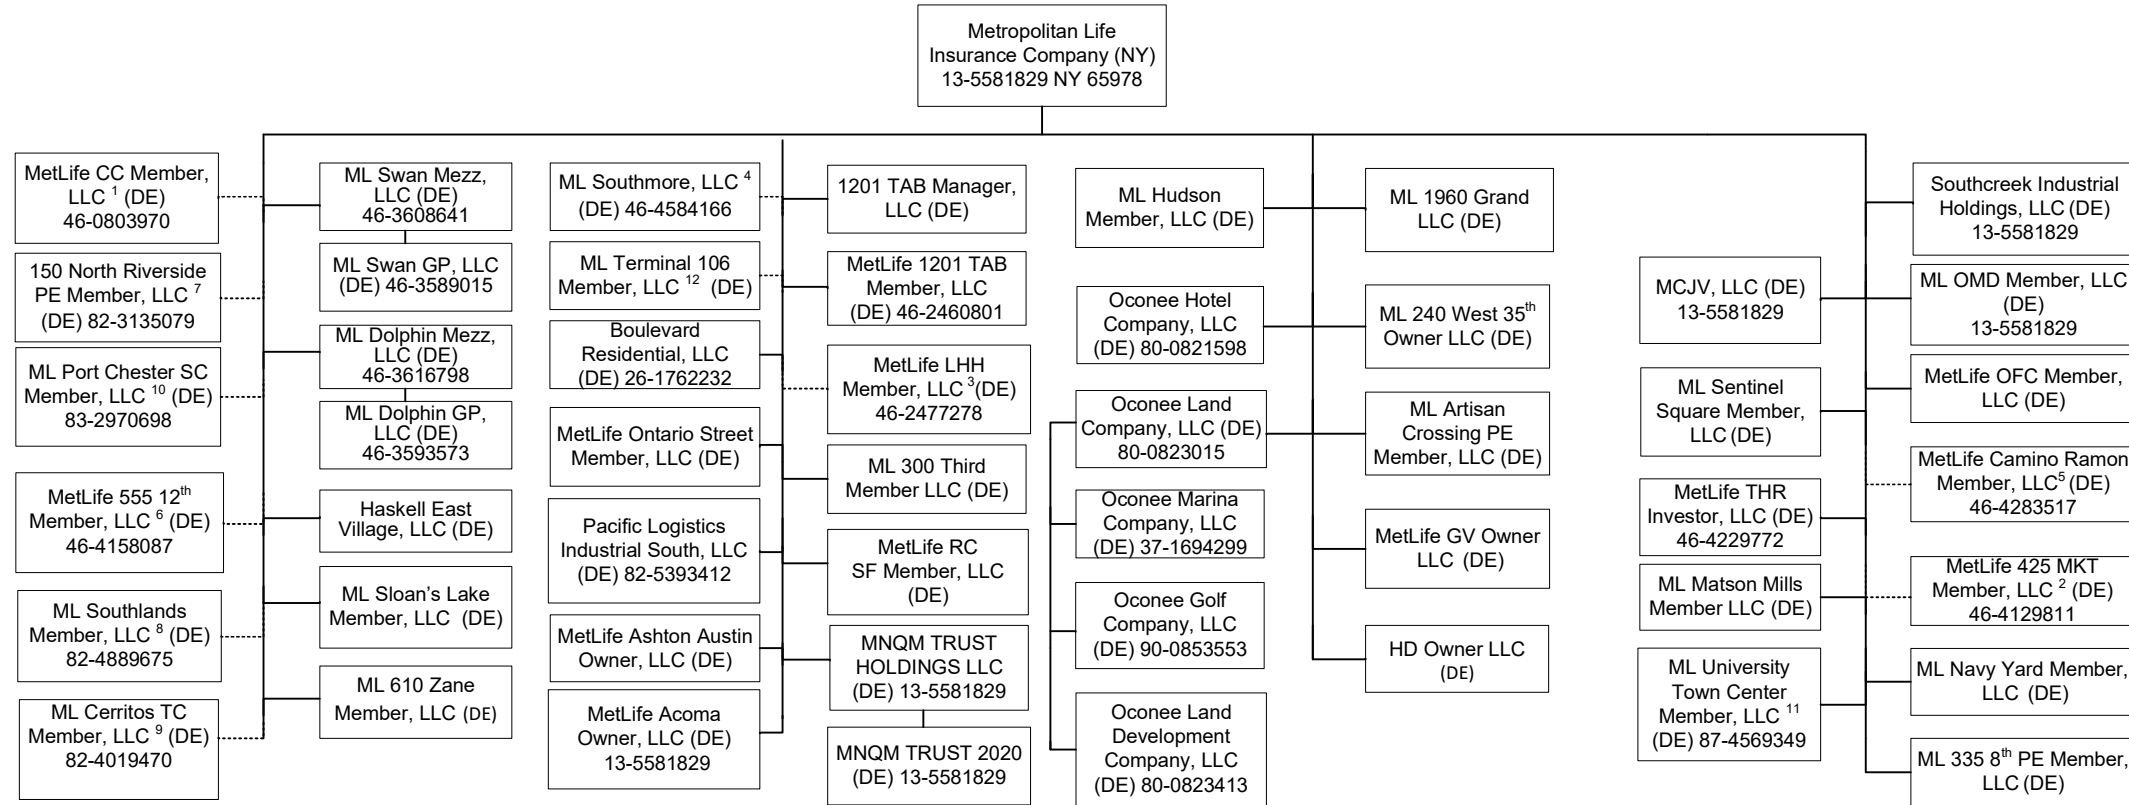 Metropolitan Life
Insurance Company (NY)
13-5581829 NY 65978
MetLife CC Member,
LLC 1 (DE)
46-0803970
150 North Riverside
PE Member, LLC 7
(DE) 82-3135079
ML Port Chester SC
Member, LLC 10 (DE)
83-2970698
MetLife 555 12th
Member, LLC 6 (DE)
46-4158087
ML Southlands
Member, LLC 8 (DE)
82-4889675
ML Cerritos TC
Member, LLC 9 (DE)
82-4019470
ML Swan Mezz,
LLC (DE)
46-3608641
ML Swan GP, LLC
(DE) 46-3589015
ML Dolphin Mezz,
LLC (DE)
46-3616798
ML Dolphin GP,
LLC (DE)
46-3593573
Haskell East
Village, LLC (DE)
ML Sloan's Lake
Member, LLC (DE)
ML 610 Zane
Member, LLC (DE)
ML Southmore, LLC 4
(DE) 46-4584166
ML Terminal 106
Member, LLC 12 (DE)
Boulevard
Residential, LLC
(DE) 26-1762232
MetLife Ontario Street
Member, LLC (DE)
Pacific Logistics
Industrial South, LLC
(DE) 82-5393412
MetLife Ashton Austin
Owner, LLC (DE)
MetLife Acoma
Owner, LLC (DE)
13-5581829
1201 TAB Manager,
LLC (DE)
MetLife 1201 TAB
Member, LLC
(DE) 46-2460801
MetLife LHH
Member, LLC 3(DE)
46-2477278
ML 300 Third
Member LLC (DE)
MetLife RC
SF Member, LLC
(DE)
MNQM TRUST
HOLDINGS LLC
(DE) 13-5581829
MNQM TRUST 2020
(DE) 13-5581829
ML Hudson
Member, LLC (DE)
Oconee Hotel
Company, LLC
(DE) 80-0821598
Oconee Land
Company, LLC (DE)
80-0823015
Oconee Marina
Company, LLC
(DE) 37-1694299
Oconee Golf
Company, LLC
(DE) 90-0853553
Oconee Land
Development
Company, LLC
(DE) 80-0823413
ML 1960 Grand
LLC (DE)
ML 240 West 35th
Owner LLC (DE)
ML Artisan
Crossing PE
Member, LLC (DE)
MetLife GV Owner
LLC (DE)
HD Owner LLC
(DE)
MCJV, LLC (DE)
13-5581829
ML Sentinel
Square Member,
LLC (DE)
MetLife THR
Investor, LLC (DE)
46-4229772
ML Matson Mills
Member LLC (DE)
ML University
Town Center
Member, LLC 11
(DE) 87-4569349
Southcreek Industrial
Holdings, LLC (DE)
13-5581829
ML OMD Member, LLC
(DE)
13-5581829
MetLife OFC Member,
LLC (DE)
MetLife Camino Ramon
Member, LLC5 (DE)
46-4283517
MetLife 425 MKT
Member, LLC 2 (DE)
46-4129811
ML Navy Yard Member,
LLC (DE)
ML 335 8th PE Member,
LLC (DE)